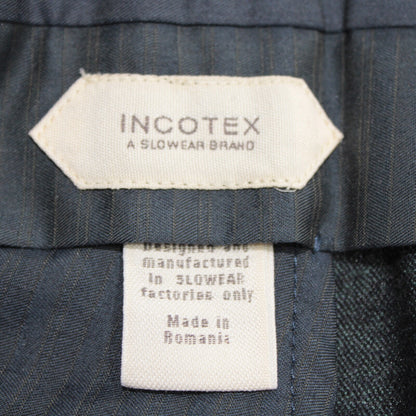 INCOTEX
A SLOWEAR BRAND
Designed and
manufactured
in SLOWEAR
factories only
Made in
Romania